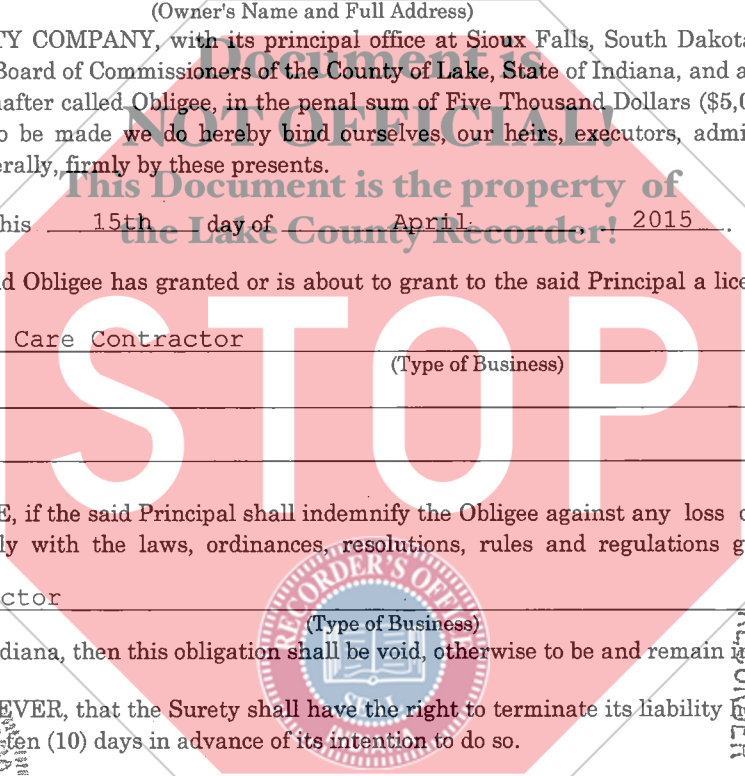 (Owner's Name and Full Address)
TY COMPANY, with its principal office at Sioux Falls, South Dakota
Board of Commissioners of the County of Lake, State of Indiana, and a
nafter called Obligee, in the penal sum of Five Thousand Dollars ($5,0
o be made we do hereby bind ourselves, our heirs, executors, admi
erally, firmly by these presents.
Document is
NOT OFFICIAL!
This Document is the property of
the Lake County Recorder!
his 15th day of April, 2015.
d Obligee has granted or is about to grant to the said Principal a lice
Care Contractor
(Type of Business)
STOP
E, if the said Principal shall indemnify the Obligee against any loss
ly with the laws, ordinances, resolutions, rules and regulations g
ctor
(Type of Business)
diana, then this obligation shall be void, otherwise to be and remain i
EVER, that the Surety shall have the right to terminate its liability
ten (10) days in advance of its intention to do so.
RECORDER'S OFFICE
SEAL
INDIANA